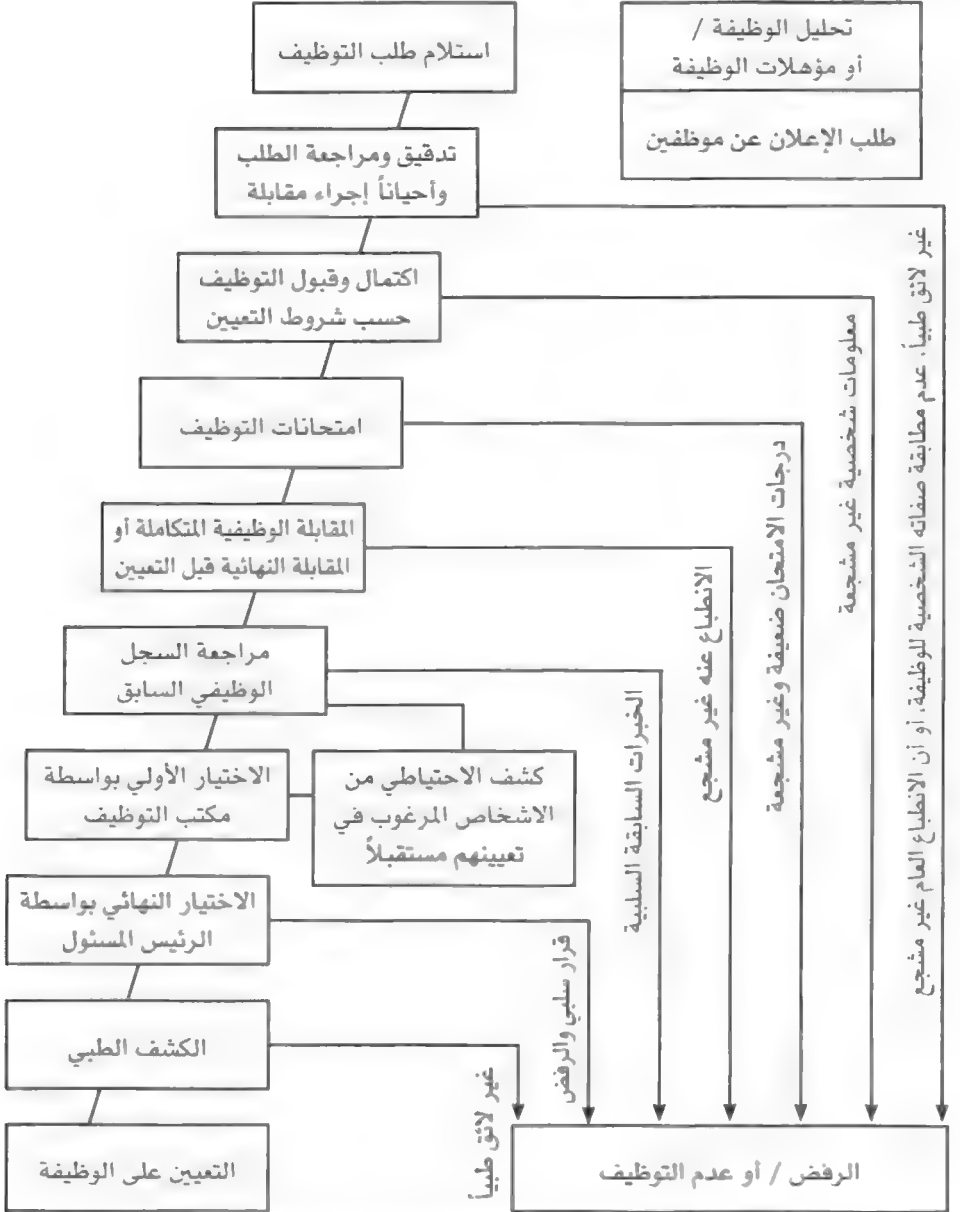 تحليل الوظيفة /
أو مؤهلات الوظيفة
طلب الإعلان عن موظفين
استلام طلب التوظيف
تدقيق ومراجعة الطلب
وأحياناً إجراء مقابلة
اكتمال وقبول التوظيف
حسب شروط التعيين
امتحانات التوظيف
المقابلة الوظيفية المتكاملة أو
المقابلة النهائية قبل التعيين
مراجعة السجل
الوظيفي السابق
كشف الاحتياطي من
الاشخاص المرغوب في
تعيينهم مستقبلاً
الاختيار الأولي بواسطة
مكتب التوظيف
الاختيار النهائي بواسطة
الرئيس المسئول
الكشف الطبي
التعيين على الوظيفة
غير لائق طبياً، عدم مطابقة صفاته الشخصية للوظيفة، أو أن الانطباع العام غير مشجع
معلومات شخصية غير مشجعة
درجات الامتحان ضعيفة وغير مشجعة
الانطباع عنه غير مشجع
الخبرات السابقة السلبية
قرار سلبي والرفض
غير لائق طبياً
الرفض / أو عدم التوظيف